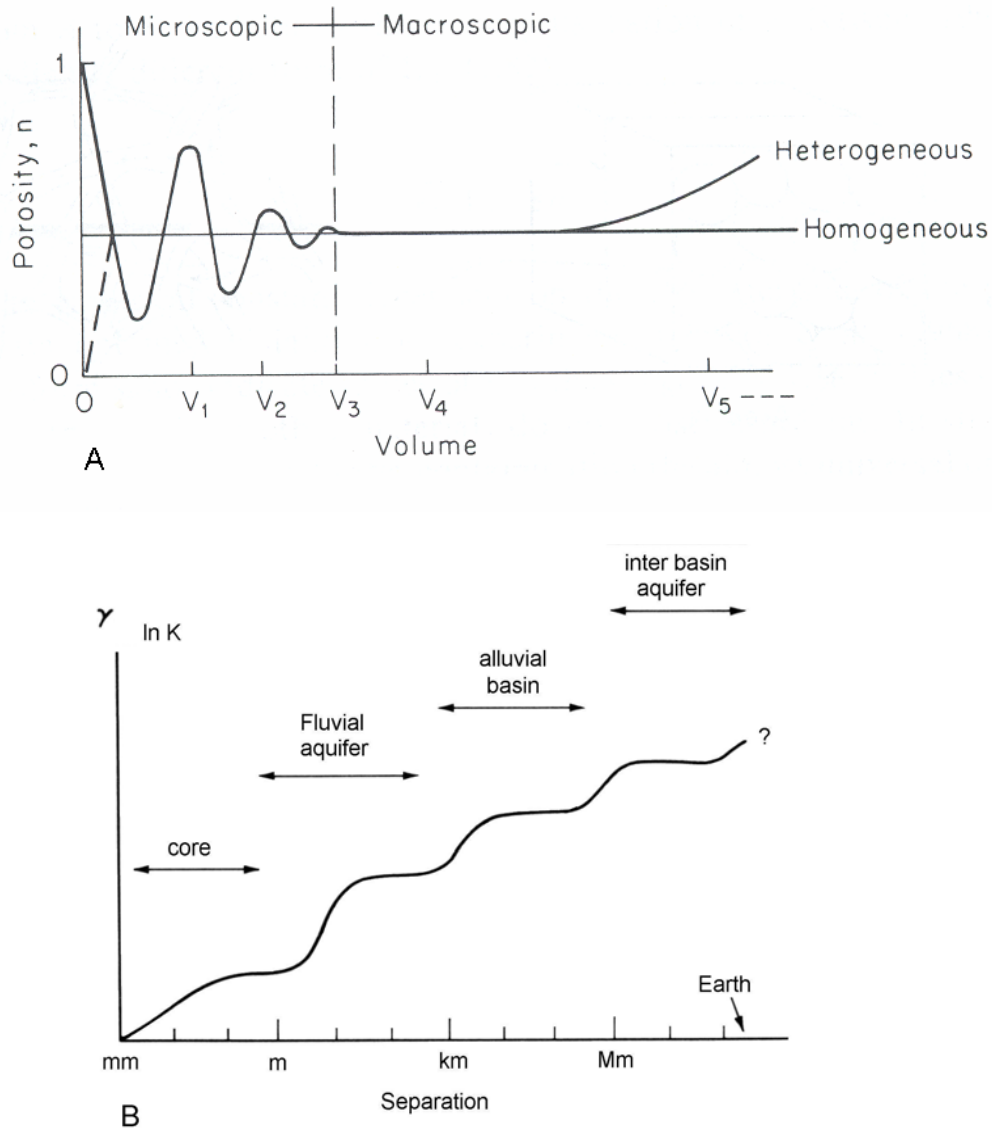 Microscopic
Macroscopic
1
Porosity, n
Heterogeneous
Homogeneous
0
0
V1
V2
V3
V4
V5
Volume
A
inter basin
aquifer
γ
ln K
alluvial
basin
Fluvial
aquifer
?
core
Earth
mm
m
km
Mm
Separation
B